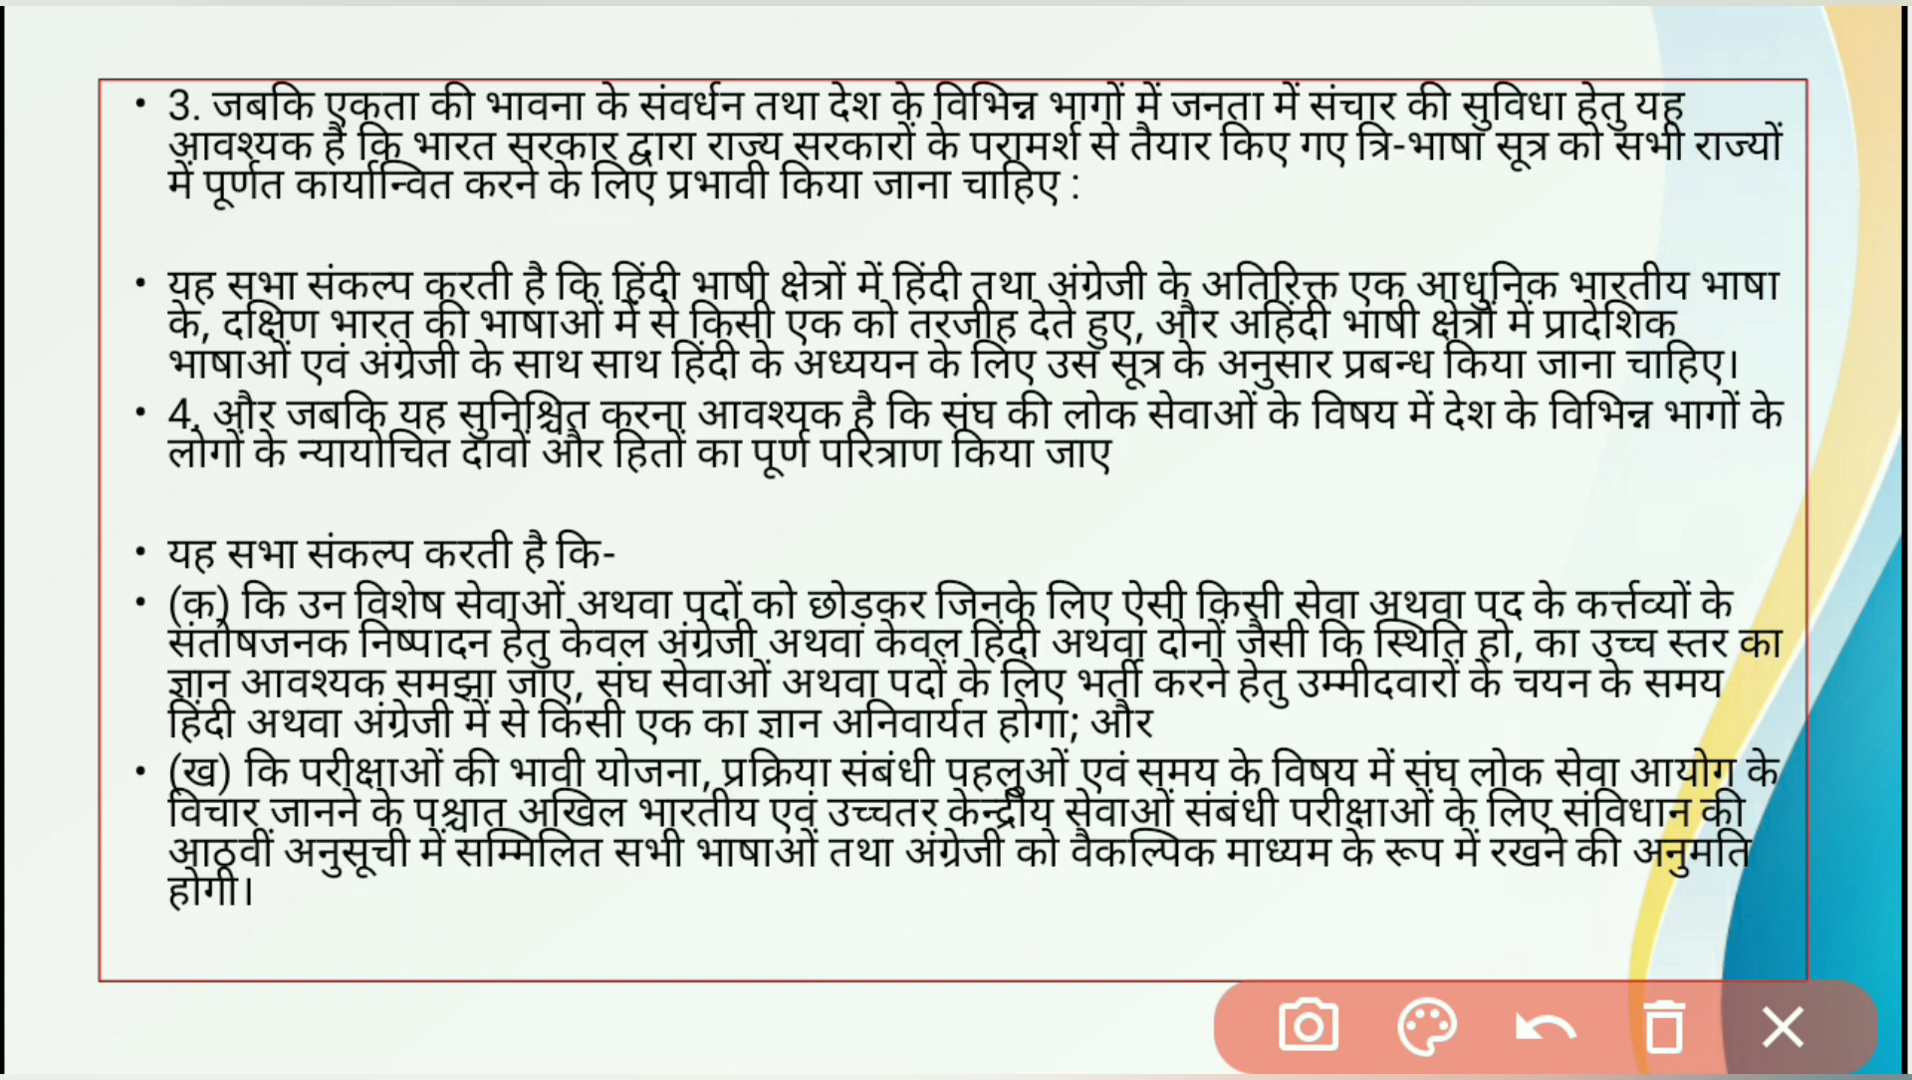 • 3. जबकि एकता की भावना के संवर्धन तथा देश के विभिन्न भागों में जनता में संचार की सुविधा हेतु यह
आवश्यक है कि भारत सरकार द्वारा राज्य सरकारों के परामर्श से तैयार किए गए त्रि-भाषा सूत्र को सभी राज्यों
में पूर्णत कार्यान्वित करने के लिए प्रभावी किया जाना चाहिए :
• यह सभा संकल्प करती है कि हिंदी भाषी क्षेत्रों में हिंदी तथा अंग्रेजी के अतिरिक्त एक आधुनिक भारतीय भाषा
के, दक्षिण भारत की भाषाओं में से किसी एक को तरजीह देते हुए, और अहिंदी भाषी क्षेत्रों में प्रादेशिक
भाषाओं एवं अंग्रेजी के साथ साथ हिंदी के अध्ययन के लिए उस सूत्र के अनुसार प्रबन्ध किया जाना चाहिए।
• 4. और जबकि यह सुनिश्चित करना आवश्यक है कि संघ की लोक सेवाओं के विषय में देश के विभिन्न भागों के
लोगों के न्यायोचित दावों और हितों का पूर्ण परित्राण किया जाए
• यह सभा संकल्प करती है कि-
• (क) कि उन विशेष सेवाओं अथवा पदों को छोड़कर जिनके लिए ऐसी किसी सेवा अथवा पद के कर्त्तव्यों के
संतोषजनक निष्पादन हेतु केवल अंग्रेजी अथवा केवल हिंदी अथवा दोनों जैसी कि स्थिति हो, का उच्च स्तर का
ज्ञान आवश्यक समझा जाए, संघ सेवाओं अथवा पदों के लिए भर्ती करने हेतु उम्मीदवारों के चयन के समय
हिंदी अथवा अंग्रेजी में से किसी एक का ज्ञान अनिवार्यत होगा; और
• (ख) कि परीक्षाओं की भावी योजना, प्रक्रिया संबंधी पहलुओं एवं समय के विषय में संघ लोक सेवा आयोग के
विचार जानने के पश्चात अखिल भारतीय एवं उच्चतर केन्द्रीय सेवाओं संबंधी परीक्षाओं के लिए संविधान की
आठवीं अनुसूची में सम्मिलित सभी भाषाओं तथा अंग्रेजी को वैकल्पिक माध्यम के रूप में रखने की अनुमति
होगी।